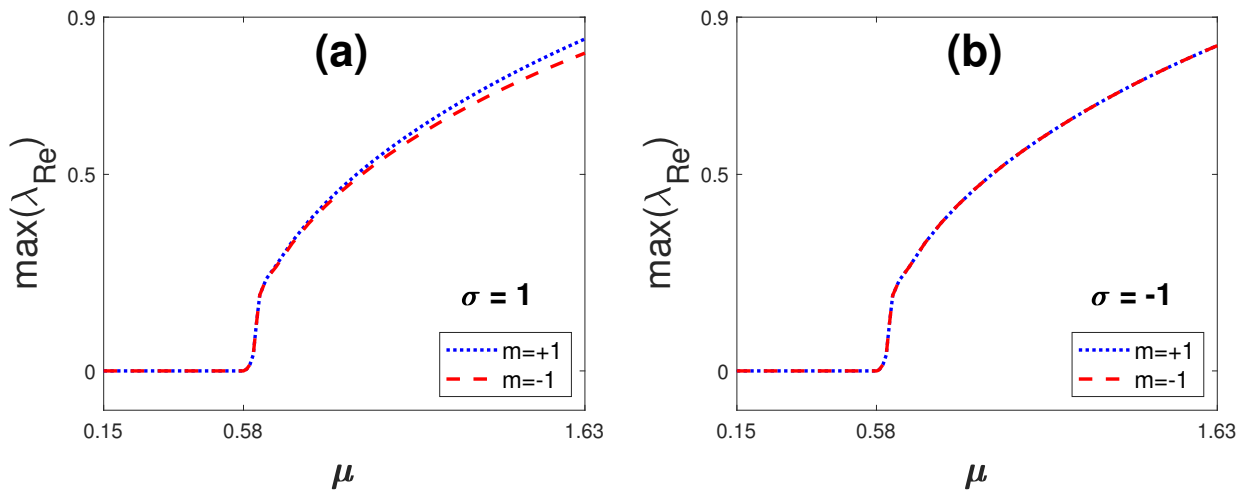 (a)
0.9
0.5
0
max(λRe)
σ = 1
m=+1
m=-1
0.15
0.58
1.63
μ
(b)
0.9
0.5
0
max(λRe)
σ = -1
m=+1
m=-1
0.15
0.58
1.63
μ